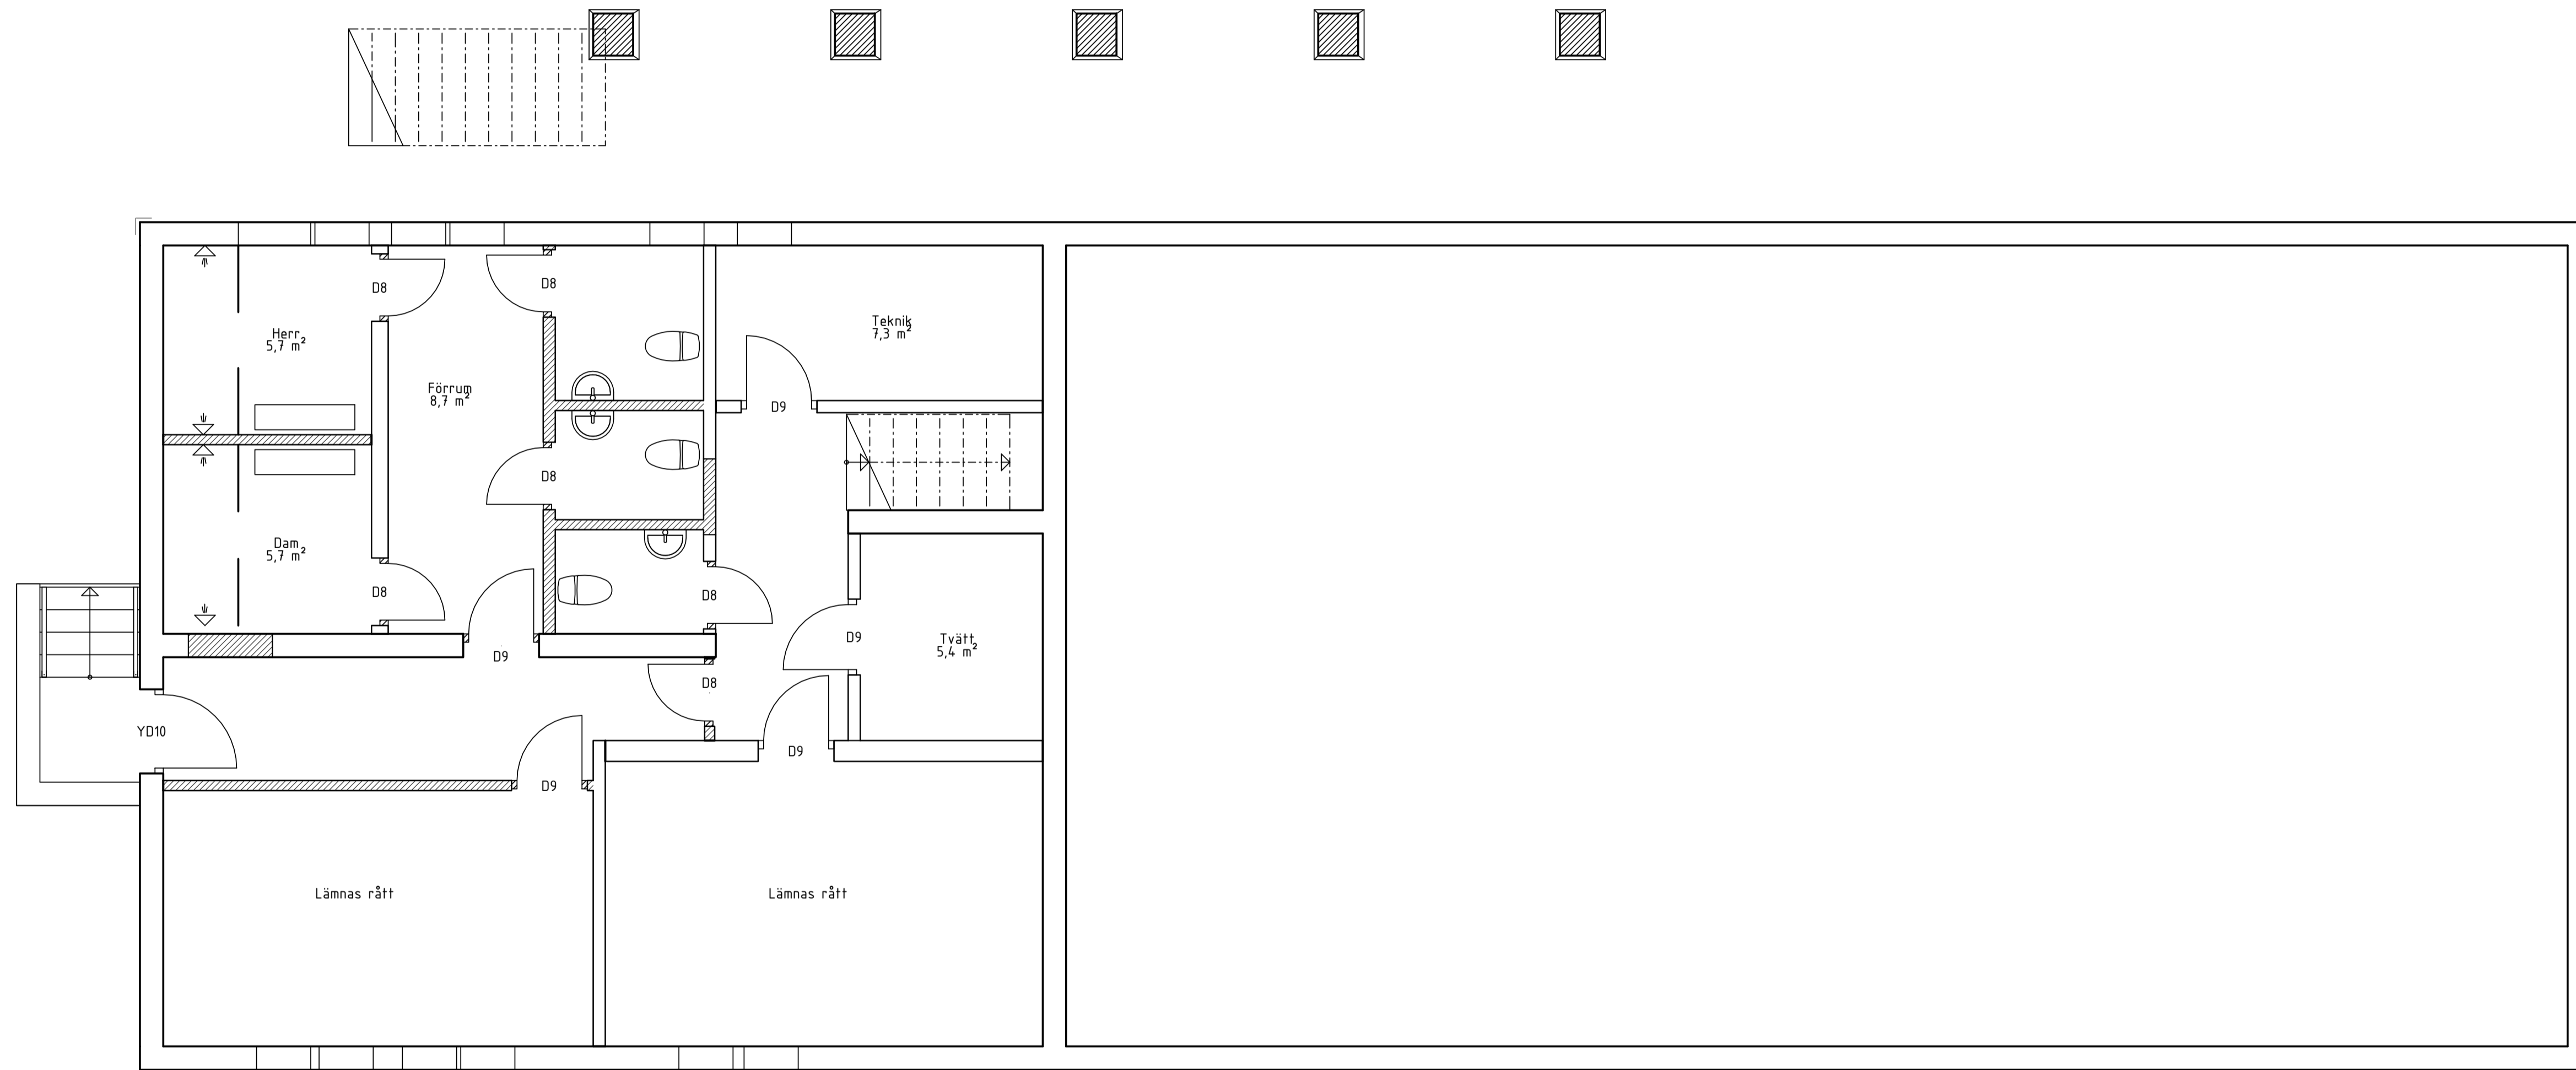 D8
D8
Teknik
7,3 m²
Herr
5,7 m²
Förrum
8,7 m²
D9
D8
Dam
5,7 m²
D8
D8
D9
Tvätt
5,4 m²
D9
D8
YD10
D9
D9
Lämnas rått
Lämnas rått